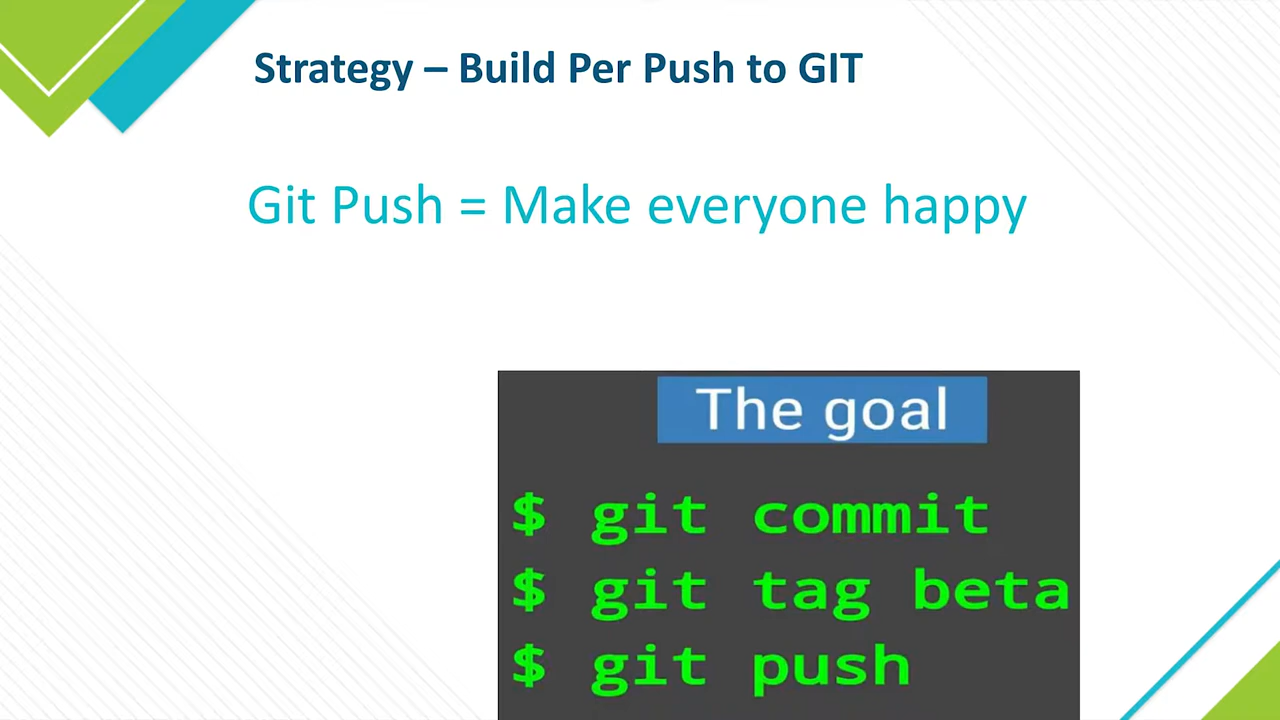 Strategy – Build Per Push to GIT
Git Push = Make everyone happy
The goal
$ git commit
$ git tag beta
$ git push